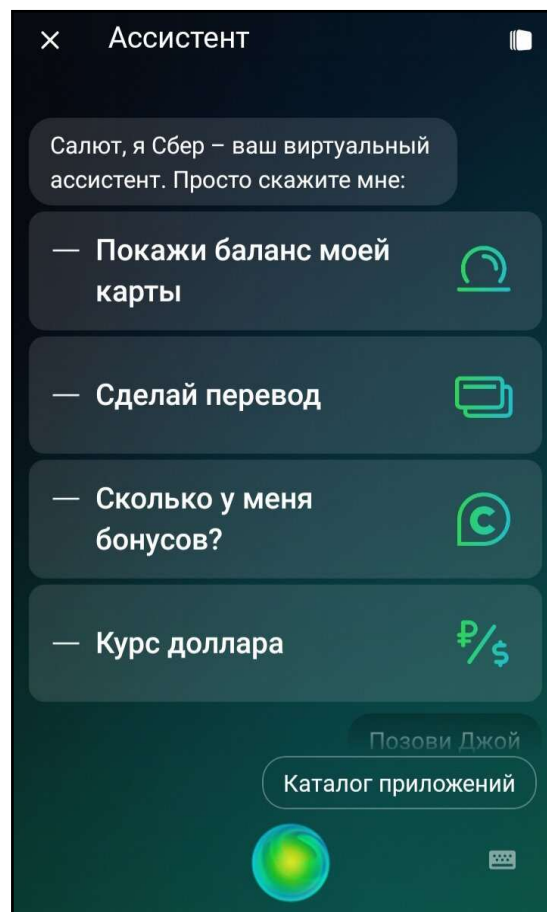 Ассистент
Салют, я Сбер – ваш виртуальный
ассистент. Просто скажите мне:
— Покажи баланс моей
карты
— Сделай перевод
— Сколько у меня
бонусов?
— Курс доллара
₽/$
Позови Джой
Каталог приложений